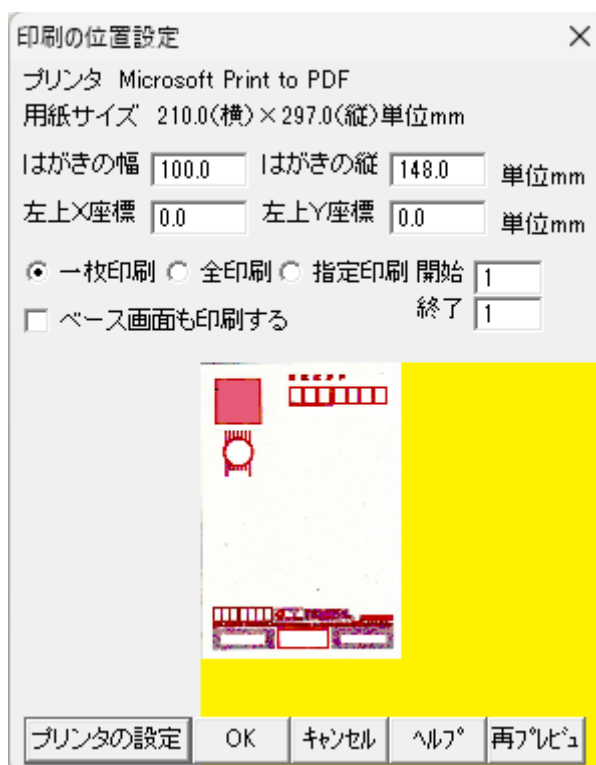 印刷の位置設定
プリンタ Microsoft Print to PDF
用紙サイズ 210.0(横)×297.0(縦)単位mm
はがきの幅 100.0 はがきの縦 148.0 単位mm
左上X座標 0.0 左上Y座標 0.0 単位mm
一枚印刷 全印刷 指定印刷 開始 1
終了 1
ベース画面も印刷する
プリンタの設定 OK ｷｬﾝｾﾙ ﾍﾙﾌﾟ 再ﾌﾟﾚﾋﾞｭ